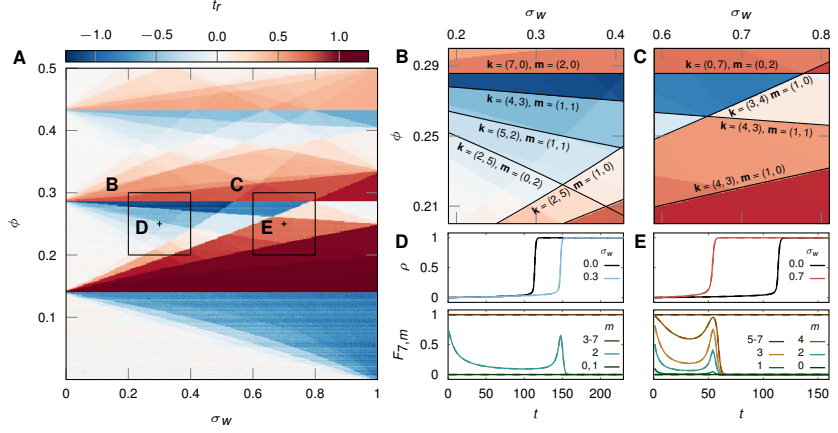 t_r
−1.0 −0.5 0.0 0.5 1.0
A
0.5
0.4
0.3
0.2
0.1
ϕ
B
C
D
E
0 0.2 0.4 0.6 0.8 1
σ_w
B
σ_w
0.2 0.3 0.4
0.29
0.25
0.21
ϕ
k = (7, 0), m = (2, 0)
k = (4, 3), m = (1, 1)
k = (5, 2), m = (1, 1)
k = (2, 5), m = (0, 2)
k = (2, 5), m = (1, 0)
C
σ_w
0.6 0.7 0.8
k = (0, 7), m = (0, 2)
k = (3, 4) m = (1, 0)
k = (4, 3), m = (1, 1)
k = (4, 3), m = (1, 0)
D
1
0
ρ
σ_w
0.0
0.3
1
0
F_{7,m}
m
3-7
2
0, 1
0 50 100 150 200
t
E
σ_w
0.0
0.7
m m
5-7 4
3 2
1 0
0 50 100 150
t